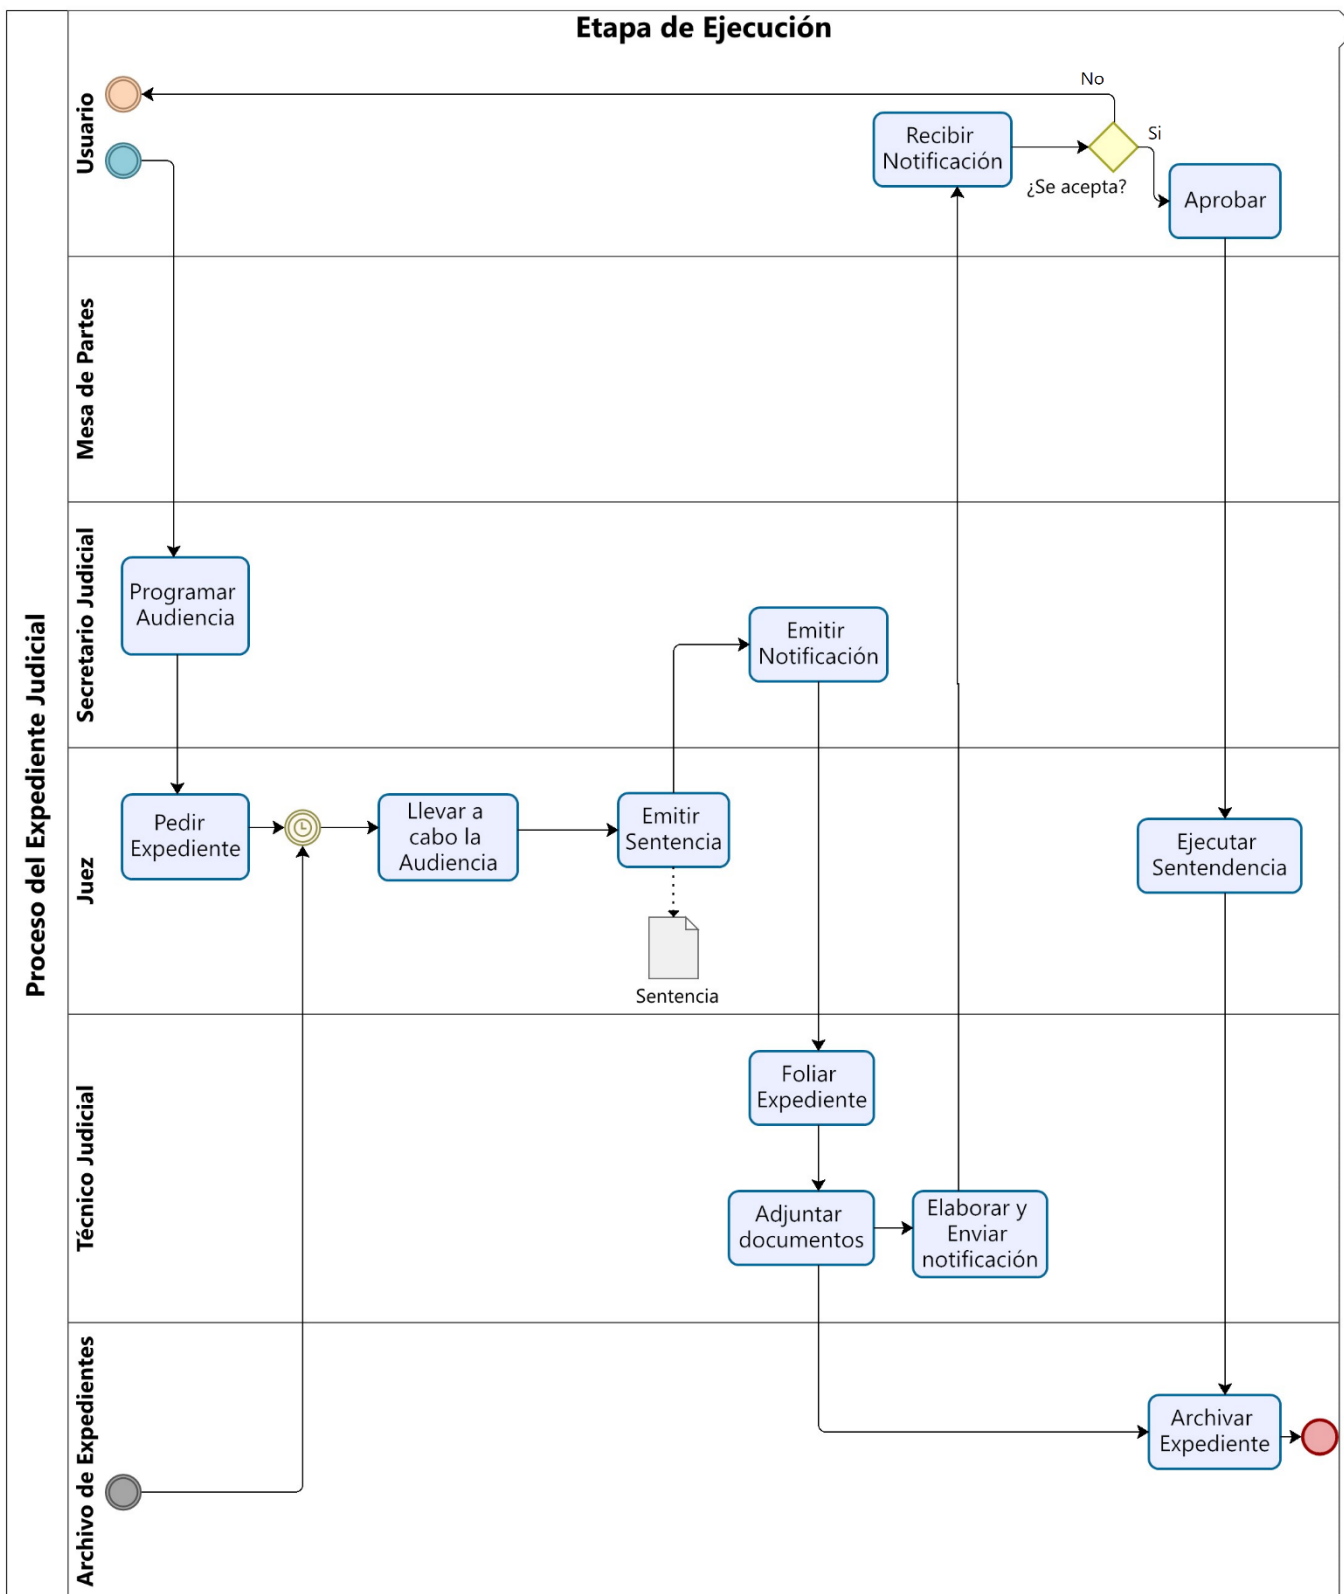 Etapa de Ejecución
Proceso del Expediente Judicial
Usuario
No
Recibir
Notificación
Si
¿Se acepta?
Aprobar
Mesa de Partes
Secretario Judicial
Programar
Audiencia
Emitir
Notificación
Juez
Pedir
Expediente
Llevar a
cabo la
Audiencia
Emitir
Sentencia
Sentencia
Ejecutar
Sentendencia
Técnico Judicial
Foliar
Expediente
Adjuntar
documentos
Elaborar y
Enviar
notificación
Archivo de Expedientes
Archivar
Expediente